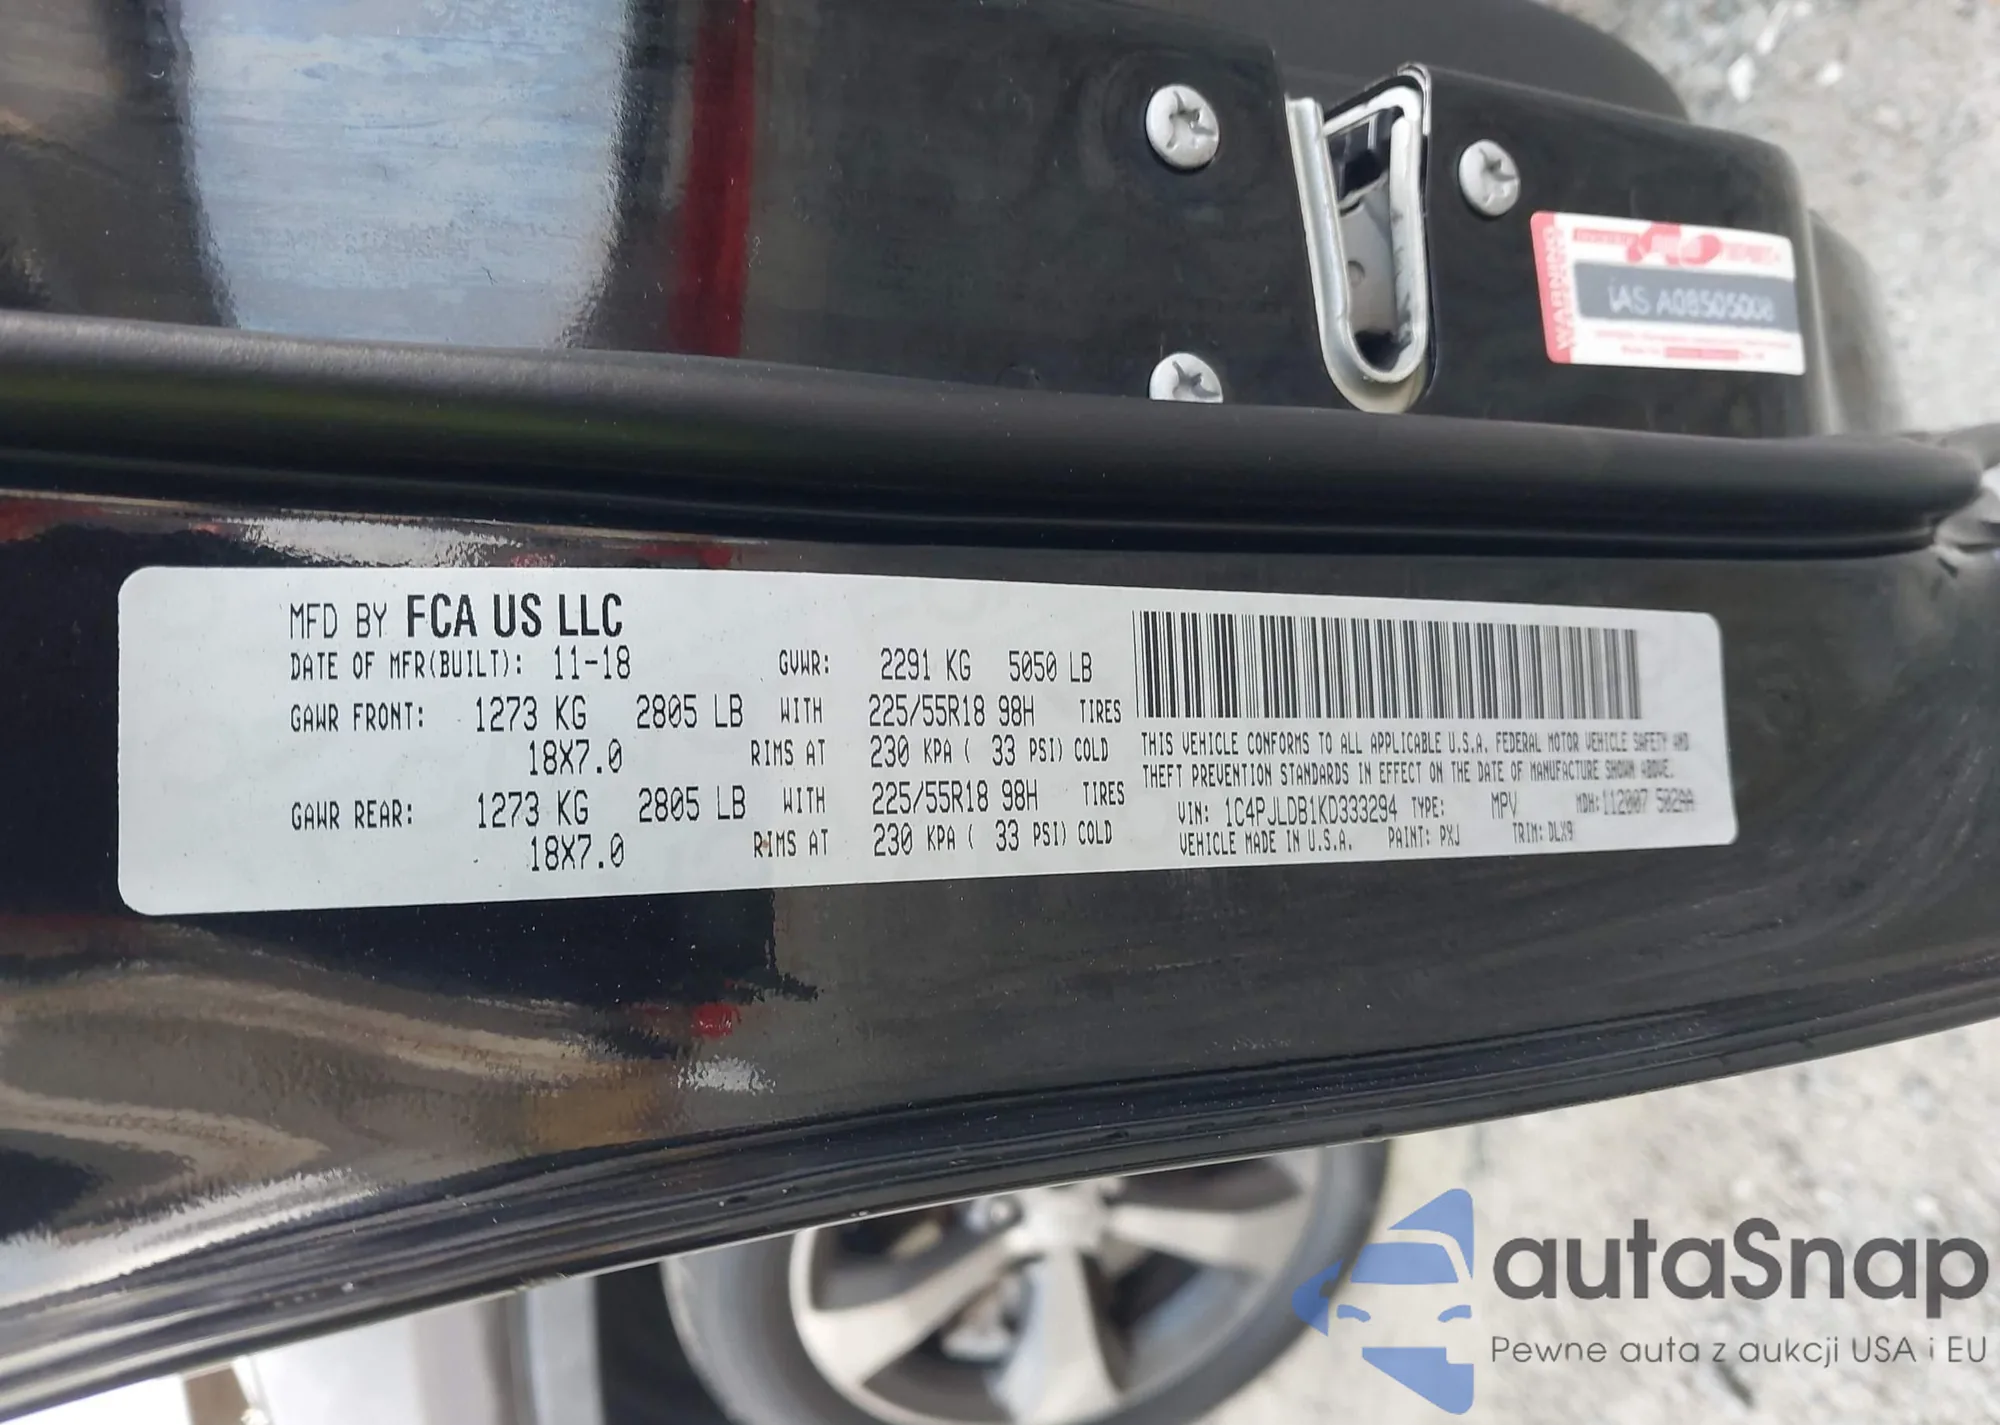 WARNING
IAS A08505008
MFD BY FCA US LLC
DATE OF MFR(BUILT): 11-18 GVWR: 2291 KG 5050 LB
GAWR FRONT: 1273 KG 2805 LB WITH 225/55R18 98H TIRES
18X7.0 RIMS AT 230 KPA ( 33 PSI) COLD
GAWR REAR: 1273 KG 2805 LB WITH 225/55R18 98H TIRES
18X7.0 RIMS AT 230 KPA ( 33 PSI) COLD
THIS VEHICLE CONFORMS TO ALL APPLICABLE U.S.A. FEDERAL MOTOR VEHICLE SAFETY AND
THEFT PREVENTION STANDARDS IN EFFECT ON THE DATE OF MANUFACTURE SHOWN ABOVE.
VIN: 1C4PJLDB1KD333294 TYPE: MPV MDH:112007 502AA
VEHICLE MADE IN U.S.A. PAINT: PXJ TRIM: DLX9
autaSnap
Pewne auta z aukcji USA i EU